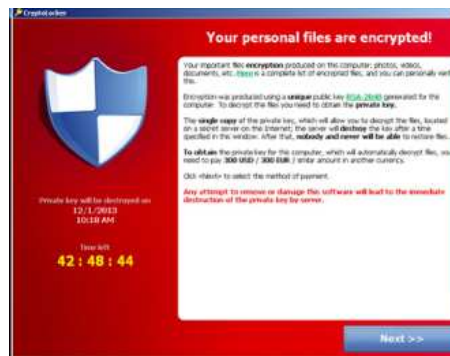 CryptoLocker
Your personal files are encrypted!
Your important files encryption produced on this computer: photos, videos,
documents, etc. Here is a complete list of encrypted files, and you can personally verify
this.
Encryption was produced using a unique public key RSA-2048 generated for this
computer. To decrypt the files you need to obtain the private key.
The single copy of the private key, which will allow you to decrypt the files, located
on a secret server on the Internet; the server will destroy the key after a time
specified in this window. After that, nobody and never will be able to restore files...
To obtain the private key for this computer, which will automatically decrypt files, you
need to pay 300 USD / 300 EUR / similar amount in another currency.
Click «Next» to select the method of payment.
Any attempt to remove or damage this software will lead to the immediate
destruction of the private key by server.
Private key will be destroyed on
12/1/2013
10:18 AM
Time left
42 : 48 : 44
Next >>